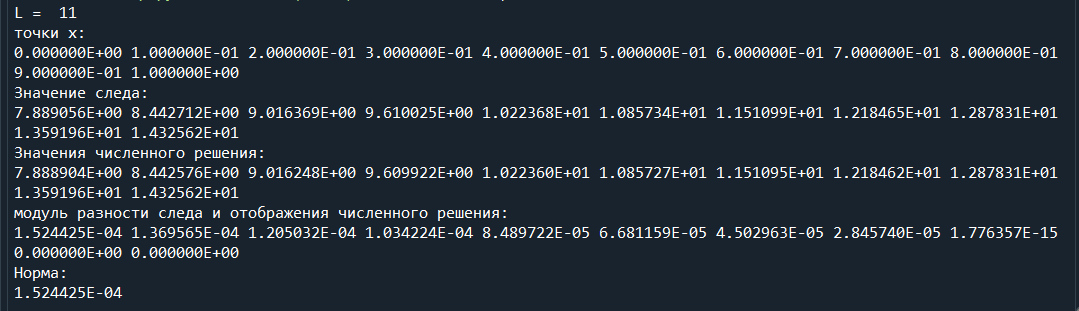 L =  11
точки x:
0.000000E+00 1.000000E-01 2.000000E-01 3.000000E-01 4.000000E-01 5.000000E-01 6.000000E-01 7.000000E-01 8.000000E-01
9.000000E-01 1.000000E+00
Значение следа:
7.889056E+00 8.442712E+00 9.016369E+00 9.610025E+00 1.022368E+01 1.085734E+01 1.151099E+01 1.218465E+01 1.287831E+01
1.359196E+01 1.432562E+01
Значения численного решения:
7.888904E+00 8.442576E+00 9.016248E+00 9.609922E+00 1.022360E+01 1.085727E+01 1.151095E+01 1.218462E+01 1.287831E+01
1.359196E+01 1.432562E+01
модуль разности следа и отображения численного решения:
1.524425E-04 1.369565E-04 1.205032E-04 1.034224E-04 8.489722E-05 6.681159E-05 4.502963E-05 2.845740E-05 1.776357E-15
0.000000E+00 0.000000E+00
Норма:
1.524425E-04